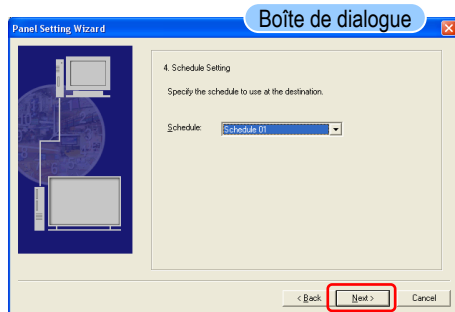 Boîte de dialogue
Panel Setting Wizard
4. Schedule Setting
Specify the schedule to use at the destination.
Schedule: Schedule 01
< Back Next > Cancel